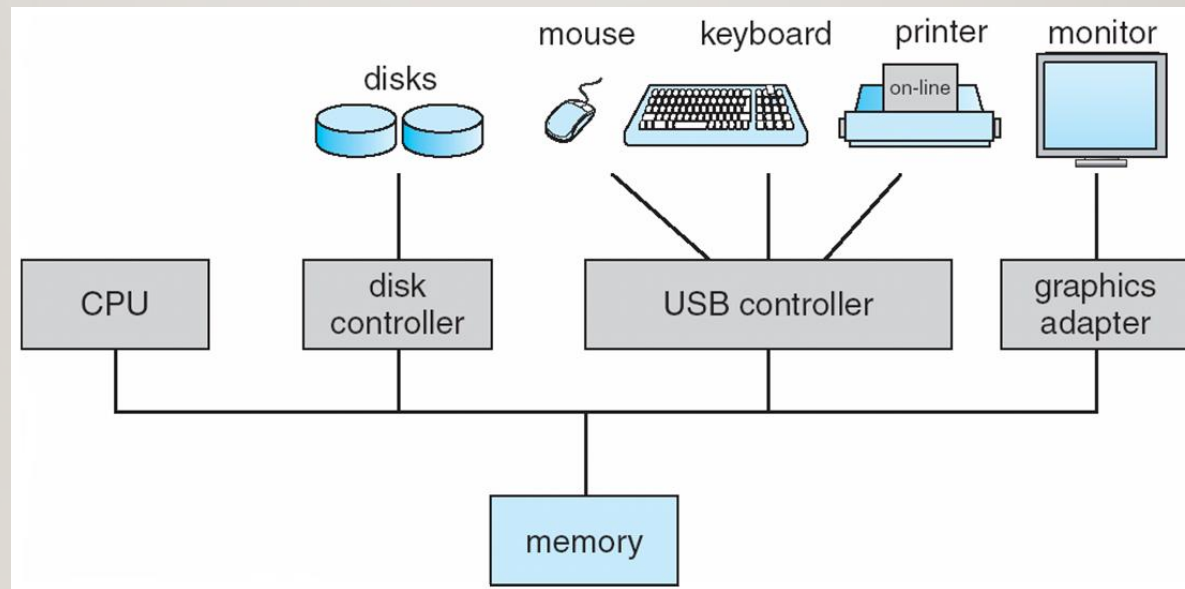 mouse
keyboard
printer
monitor
disks
on-line
CPU
disk
controller
USB controller
graphics
adapter
memory